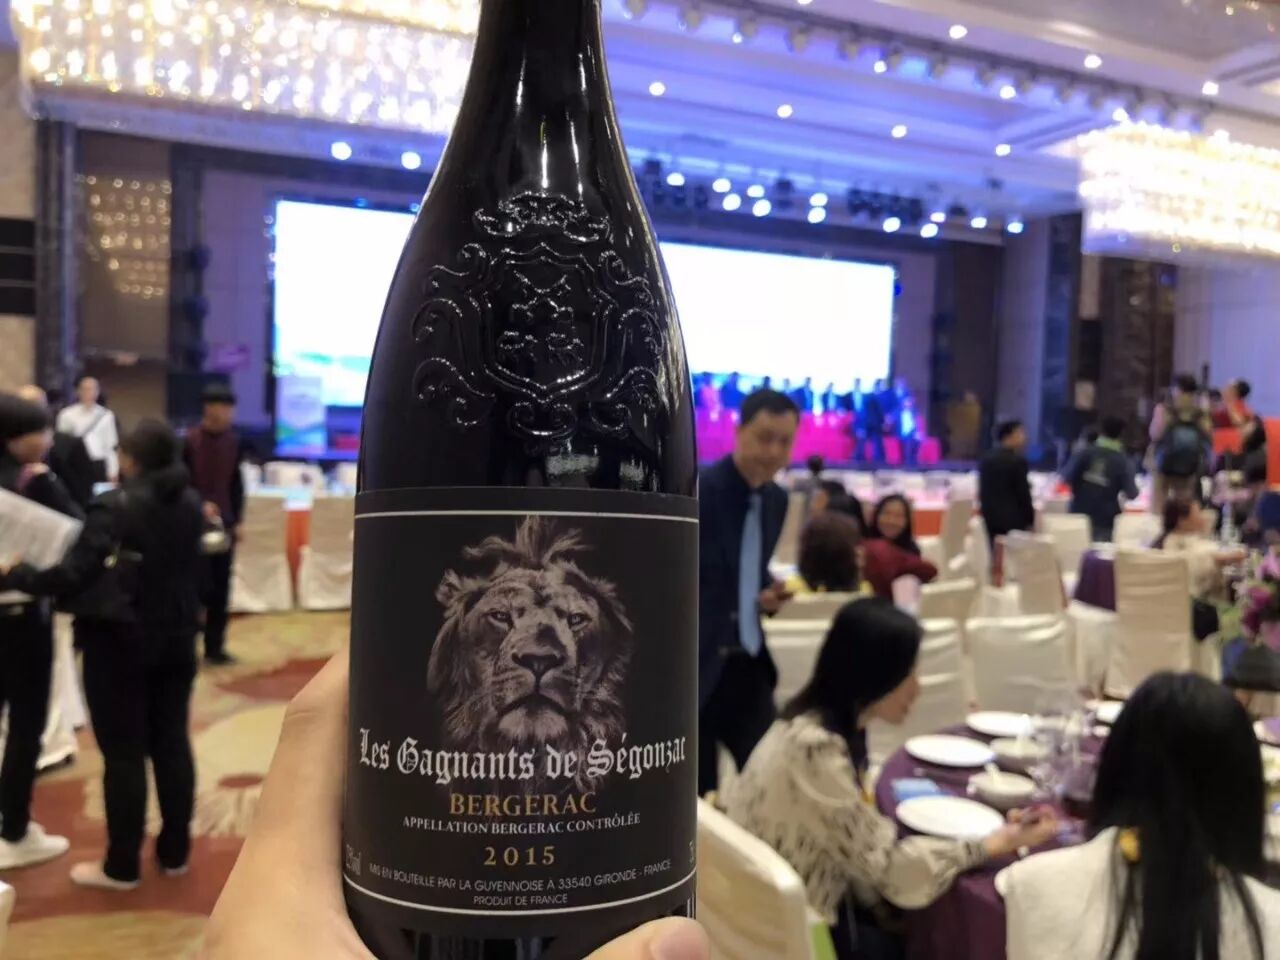 Les Gagnants de Ségonzac
BERGERAC
APPELLATION BERGERAC CONTRÔLÉE
2015
MIS EN BOUTEILLE PAR LA GUYENNOISE À 33540 GIRONDE - FRANCE
PRODUIT DE FRANCE